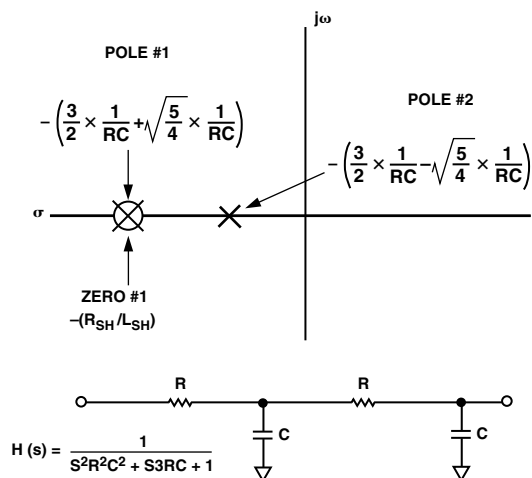 jω
POLE #1
POLE #2
− (3/2 × 1/RC + √5/4 × 1/RC)
− (3/2 × 1/RC − √5/4 × 1/RC)
σ
ZERO #1
−(R_SH/L_SH)
R
R
C
C
H (s) = 1/(S²R²C² + S3RC + 1)